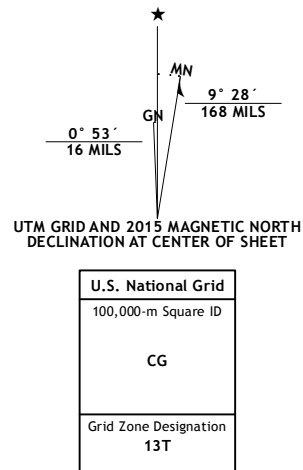 MN
GN
9° 28´
168 MILS
0° 53´
16 MILS
UTM GRID AND 2015 MAGNETIC NORTH
DECLINATION AT CENTER OF SHEET
U.S. National Grid
100,000-m Square ID
CG
Grid Zone Designation
13T